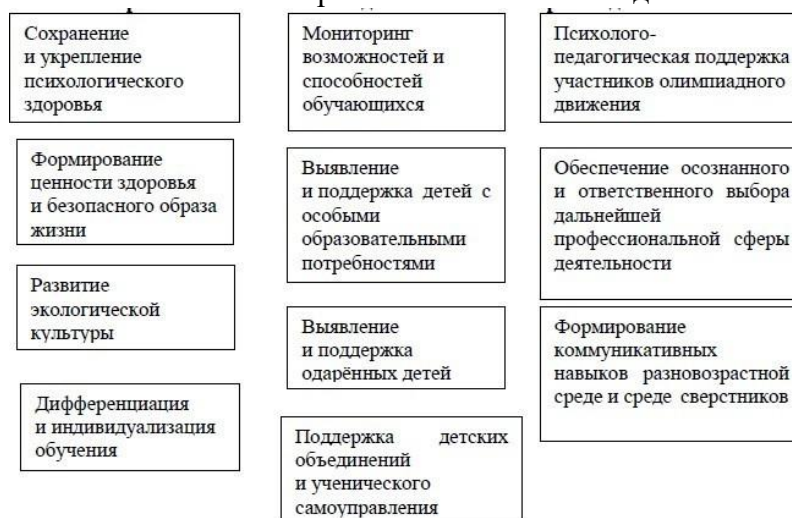 Сохранение
и укрепление
психологического
здоровья
Формирование
ценности здоровья
и безопасного образа
жизни
Развитие
экологической
культуры
Дифференциация
и индивидуализация
обучения
Мониторинг
возможностей и
способностей
обучающихся
Выявление
и поддержка детей с
особыми
образовательными
потребностями
Выявление
и поддержка
одарённых детей
Поддержка детских
объединений
и ученического
самоуправления
Психолого-
педагогическая поддержка
участников олимпиадного
движения
Обеспечение осознанного
и ответственного выбора
дальнейшей
профессиональной сферы
деятельности
Формирование
коммуникативных
навыков разновозрастной
среде и среде сверстников